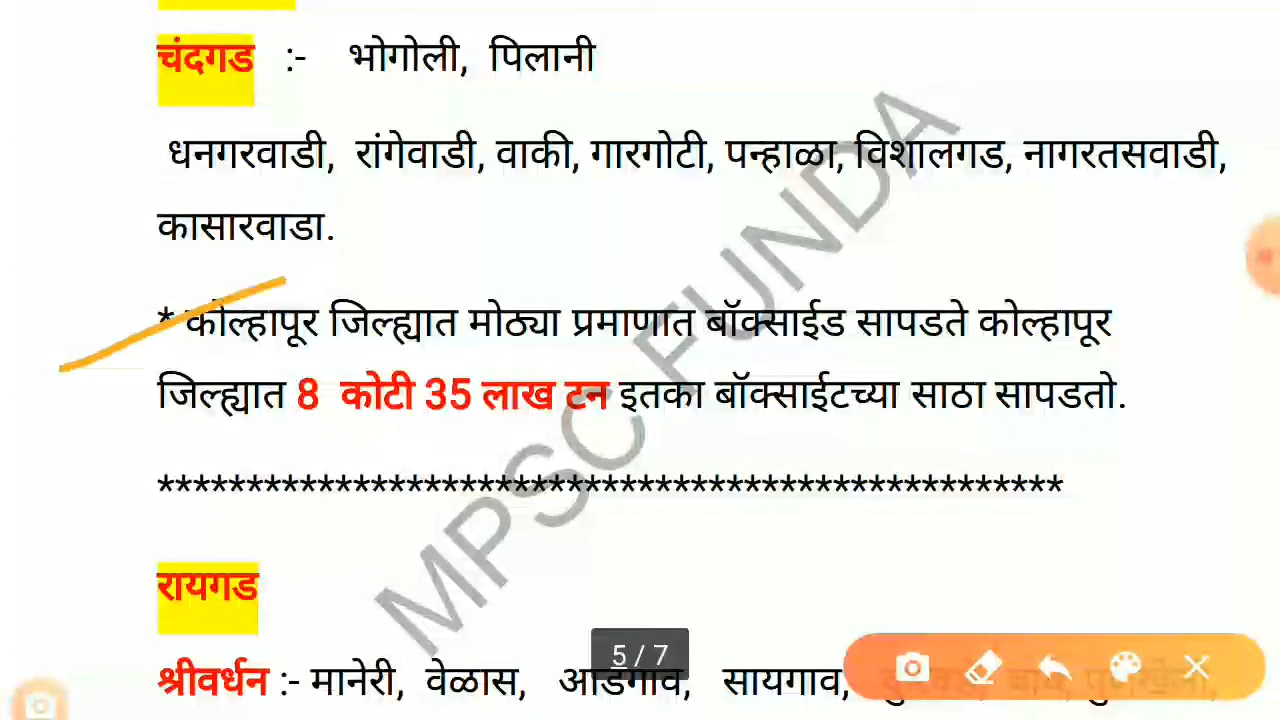 चंदगड :- भोगोली, पिलानी
धनगरवाडी, रांगेवाडी, वाकी, गारगोटी, पन्हाळा, विशालगड, नागरतसवाडी,
कासारवाडा.
* कोल्हापूर जिल्ह्यात मोठ्या प्रमाणात बॉक्साईड सापडते कोल्हापूर
जिल्ह्यात 8 कोटी 35 लाख टन इतका बॉक्साईटच्या साठा सापडतो.
***************************************************
रायगड
श्रीवर्धन :- मानेरी, वेळास, आडगाव, सायगाव,
5 / 7
MPSC FUNDA